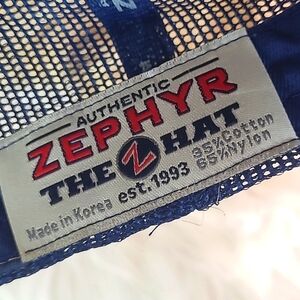 AUTHENTIC
ZEPHYR
THE Z HAT
Made in Korea est. 1993
35% Cotton
65% Nylon